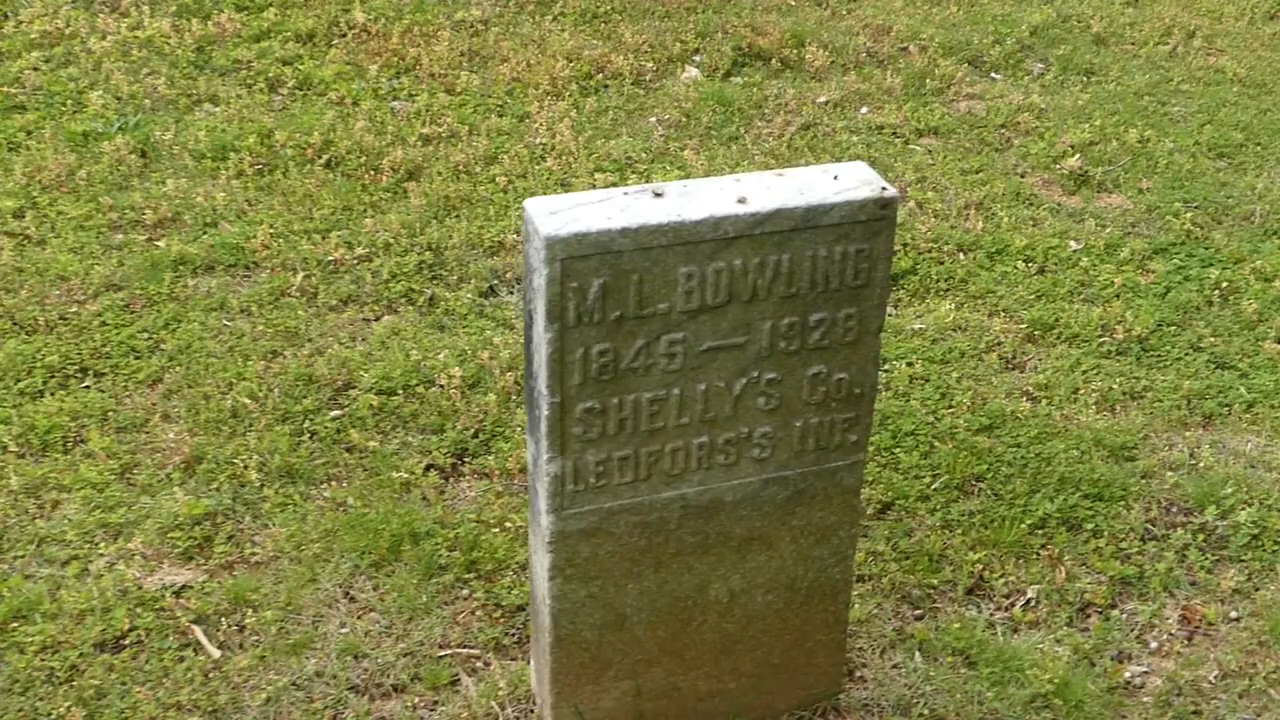 M. L. BOWLING
1845 — 1928
SHELLY'S Co.
LEDFORS'S INF.